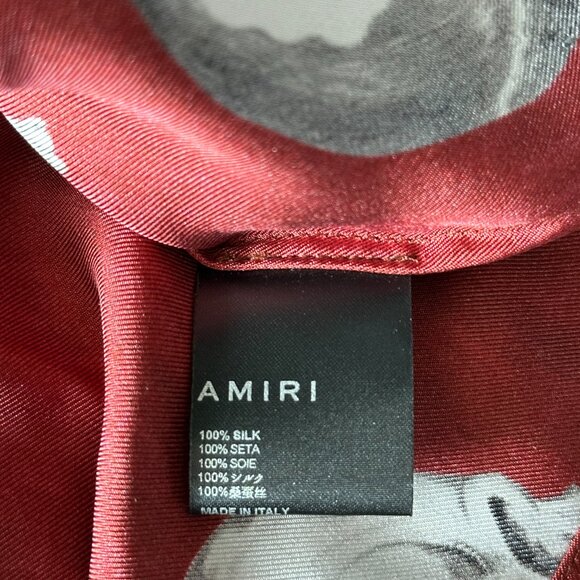 AMIRI
100% SILK
100% SETA
100% SOIE
100% シルク
100%桑蚕丝
MADE IN ITALY